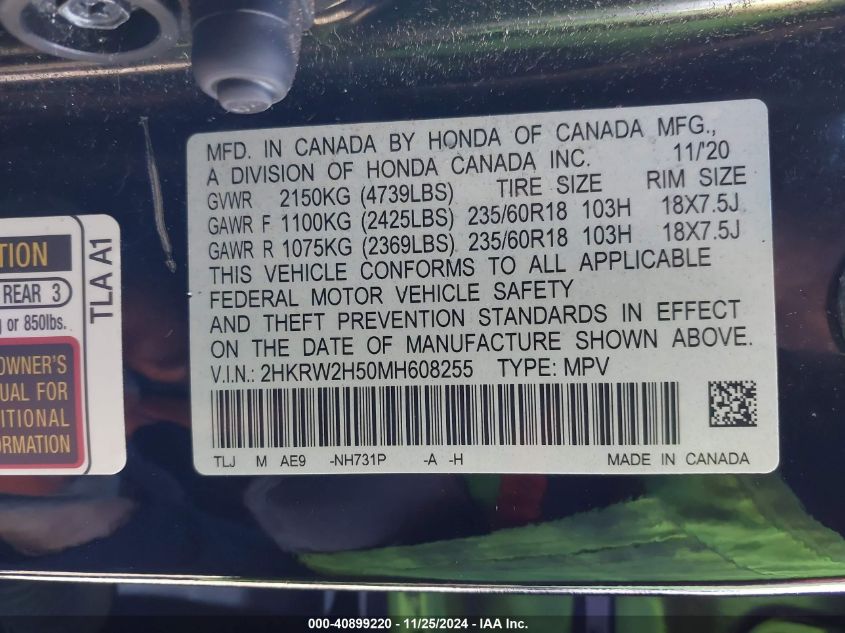 MFD. IN CANADA BY HONDA OF CANADA MFG.,
A DIVISION OF HONDA CANADA INC. 11/'20
GVWR 2150KG (4739LBS) TIRE SIZE RIM SIZE
GAWR F 1100KG (2425LBS) 235/60R18 103H 18X7.5J
GAWR R 1075KG (2369LBS) 235/60R18 103H 18X7.5J
THIS VEHICLE CONFORMS TO ALL APPLICABLE
FEDERAL MOTOR VEHICLE SAFETY
AND THEFT PREVENTION STANDARDS IN EFFECT
ON THE DATE OF MANUFACTURE SHOWN ABOVE.
V.I.N.: 2HKRW2H50MH608255 TYPE: MPV
TLJ M AE9 -NH731P -A -H MADE IN CANADA
TION
REAR 3
or 850lbs.
OWNER'S
UAL FOR
ITIONAL
ORMATION
TLA A1
000-40899220 - 11/25/2024 - IAA Inc.